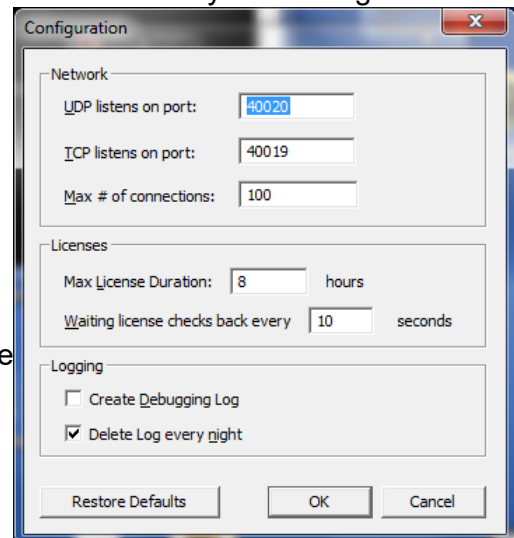 Configuration
Network
UDP listens on port:
40020
TCP listens on port:
40019
Max # of connections:
100
Licenses
Max License Duration:
8
hours
Waiting license checks back every
10
seconds
Logging
Create Debugging Log
Delete Log every night
Restore Defaults
OK
Cancel